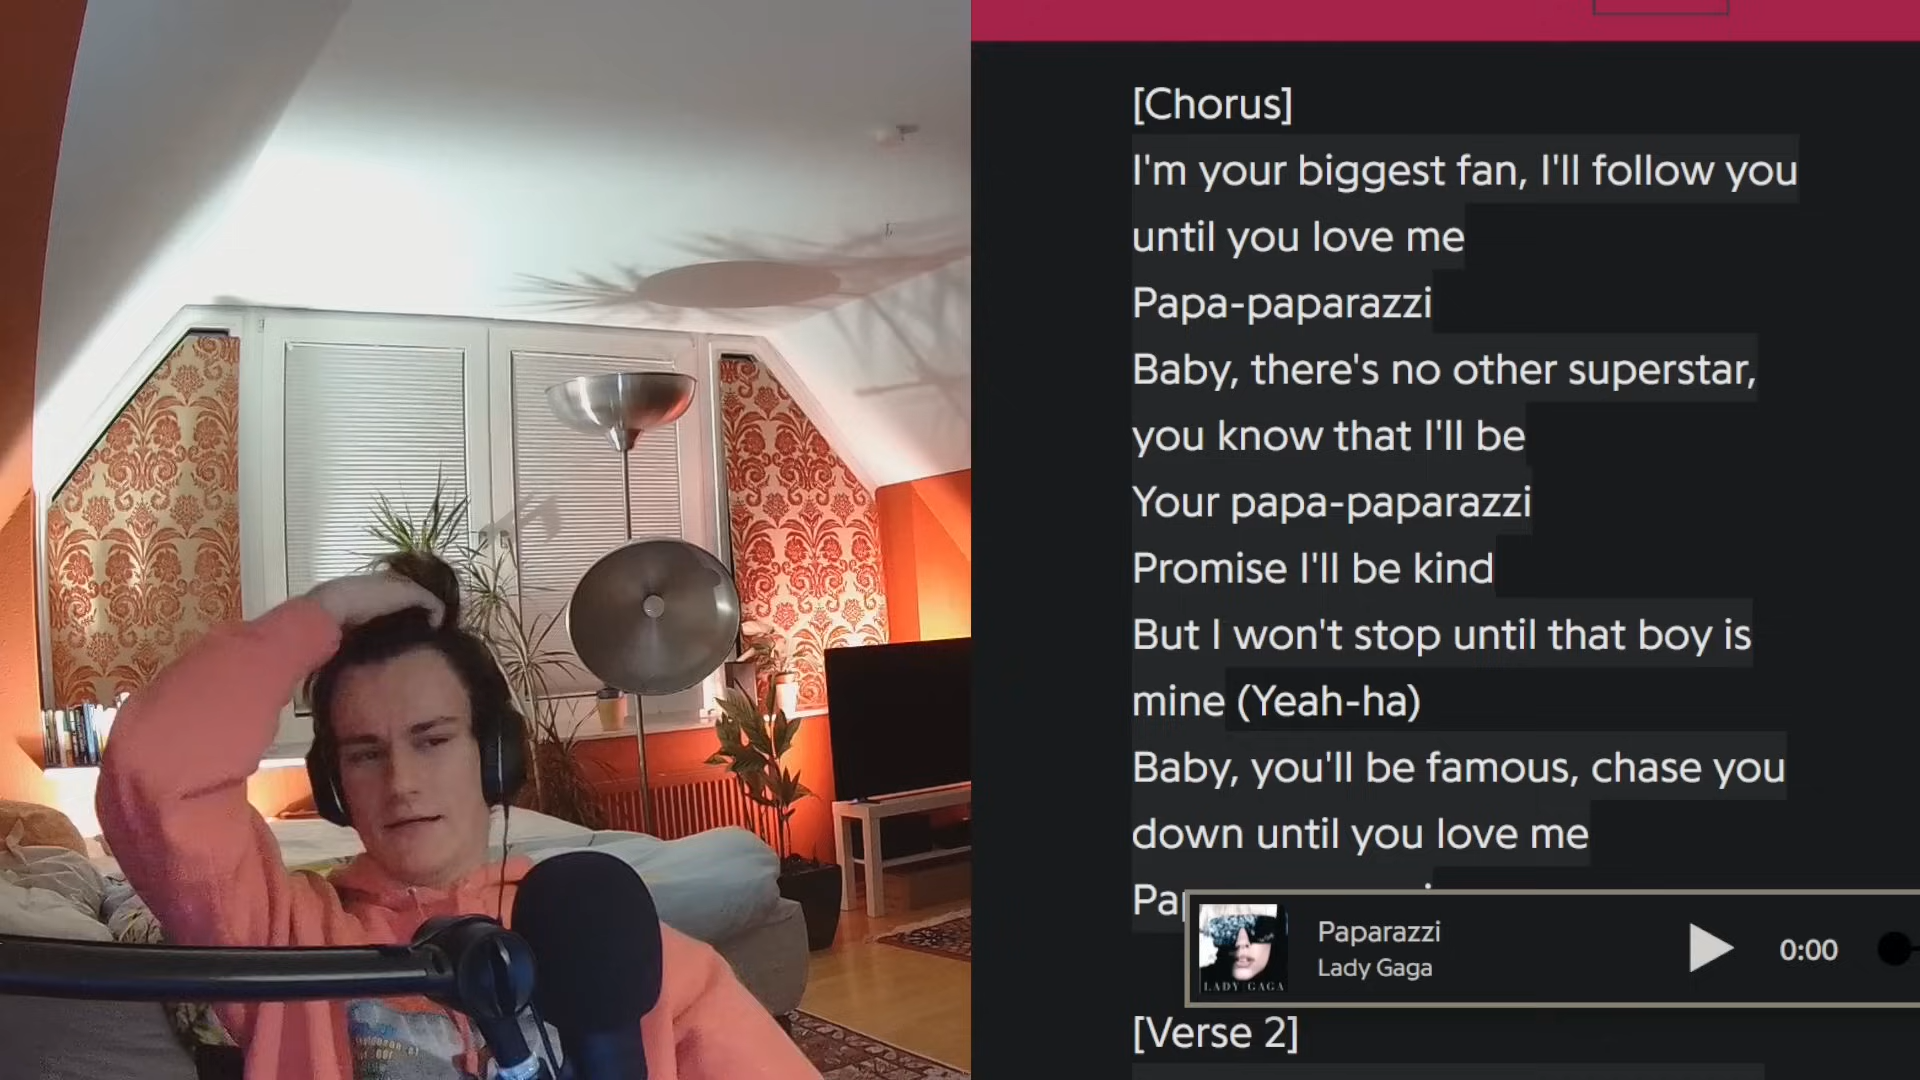 [Chorus]
I'm your biggest fan, I'll follow you
until you love me
Papa-paparazzi
Baby, there's no other superstar,
you know that I'll be
Your papa-paparazzi
Promise I'll be kind
But I won't stop until that boy is
mine (Yeah-ha)
Baby, you'll be famous, chase you
down until you love me
Paparazzi
Lady Gaga
0:00
LADY GAGA
[Verse 2]